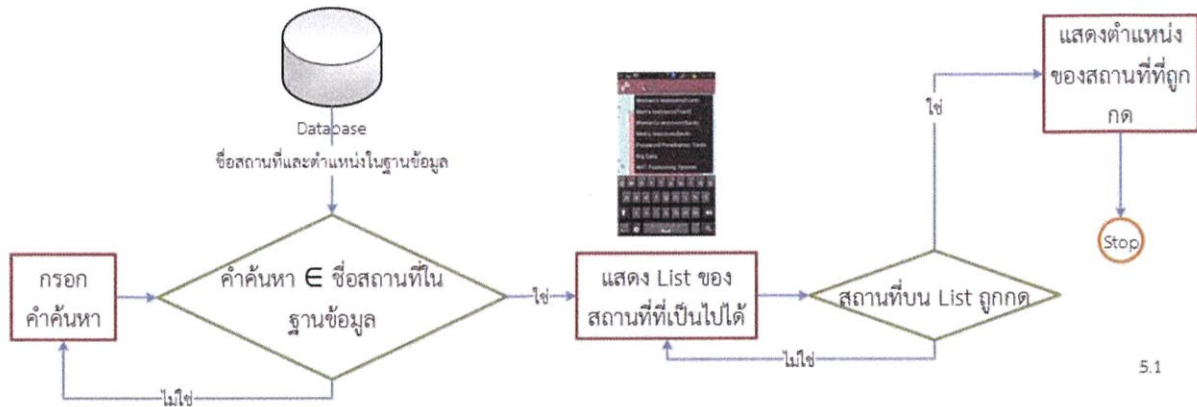 Database
ชื่อสถานที่และตำแหน่งในฐานข้อมูล
กรอก
คำค้นหา
คำค้นหา ∈ ชื่อสถานที่ใน
ฐานข้อมูล
ใช่
ไม่ใช่
แสดง List ของ
สถานที่ที่เป็นไปได้
สถานที่บน List ถูกกด
ไม่ใช่
ใช่
แสดงตำแหน่ง
ของสถานที่ที่ถูก
กด
Stop
5.1